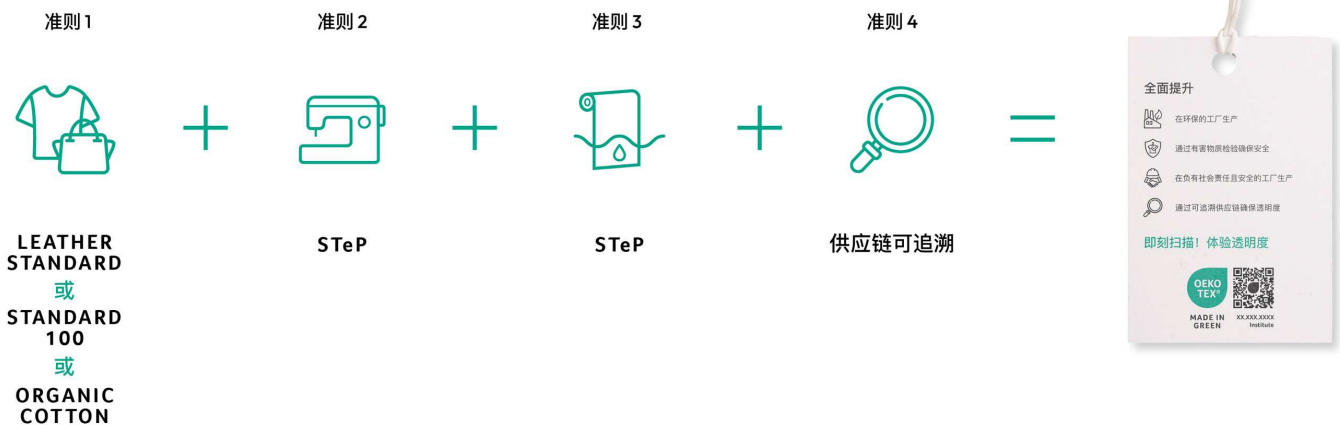 准则 1
准则 2
准则 3
准则 4
LEATHER
STANDARD
或
STANDARD
100
或
ORGANIC
COTTON
STeP
STeP
供应链可追溯
全面提升
在环保的工厂生产
通过有害物质检验确保安全
在负有社会责任且安全的工厂生产
通过可追溯供应链确保透明度
即刻扫描！体验透明度
OEKO
TEX®
MADE IN
GREEN
XX.XXX.XXXX
Institute